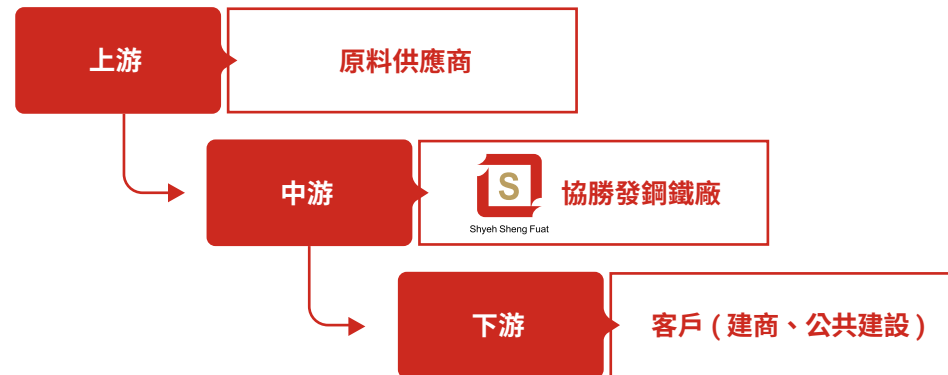 上游
原料供應商
中游
S
協勝發鋼鐵廠
Shyeh Sheng Fuat
下游
客戶 ( 建商、公共建設 )